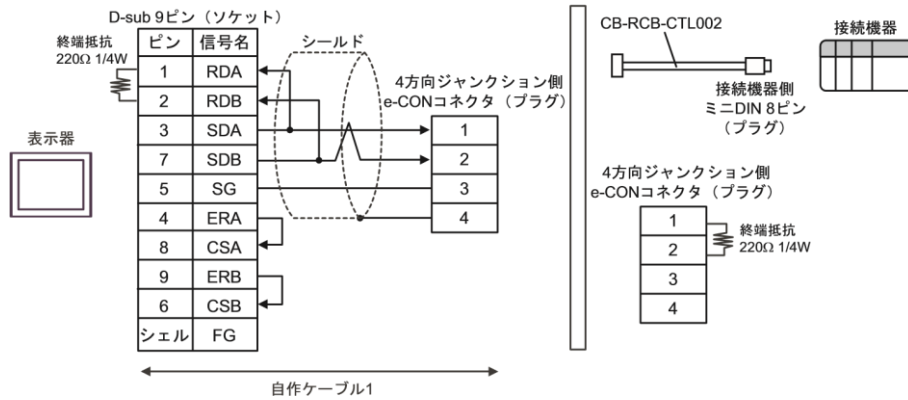 D-sub 9ピン（ソケット）
終端抵抗
220Ω 1/4W
ピン 信号名
1 RDA
2 RDB
3 SDA
7 SDB
5 SG
4 ERA
8 CSA
9 ERB
6 CSB
シェル FG
表示器
シールド
4方向ジャンクション側
e-CONコネクタ（プラグ）
1
2
3
4
自作ケーブル1
CB-RCB-CTL002
接続機器側
ミニDIN 8ピン
（プラグ）
接続機器
4方向ジャンクション側
e-CONコネクタ（プラグ）
1
2
3
4
終端抵抗
220Ω 1/4W